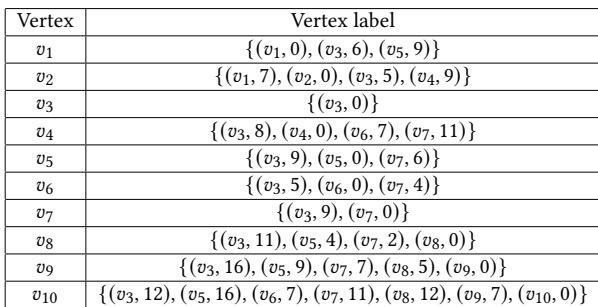 Vertex Vertex label
v1 {(v1, 0), (v3, 6), (v5, 9)}
v2 {(v1, 7), (v2, 0), (v3, 5), (v4, 9)}
v3 {(v3, 0)}
v4 {(v3, 8), (v4, 0), (v6, 7), (v7, 11)}
v5 {(v3, 9), (v5, 0), (v7, 6)}
v6 {(v3, 5), (v6, 0), (v7, 4)}
v7 {(v3, 9), (v7, 0)}
v8 {(v3, 11), (v5, 4), (v7, 2), (v8, 0)}
v9 {(v3, 16), (v5, 9), (v7, 7), (v8, 5), (v9, 0)}
v10 {(v3, 12), (v5, 16), (v6, 7), (v7, 11), (v8, 12), (v9, 7), (v10, 0)}